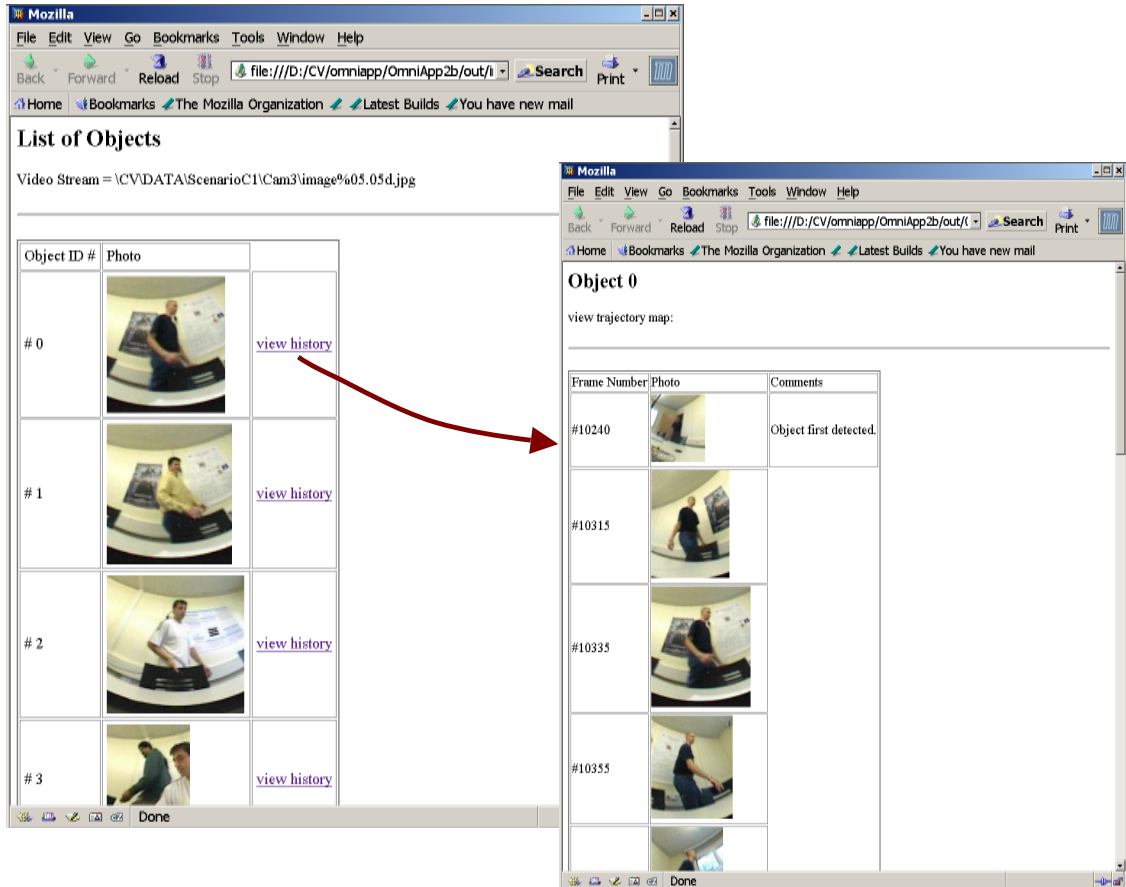 Mozilla
File Edit View Go Bookmarks Tools Window Help
Back Forward Reload Stop file:///D:/CV/omniapp/OmniApp2b/out/i Search Print
Home Bookmarks The Mozilla Organization Latest Builds You have new mail
List of Objects
Video Stream = \CV\DATA\ScenarioC1\Cam3\image%05.05d.jpg
Object ID # Photo
# 0 view history
# 1 view history
# 2 view history
# 3 view history
Done
Mozilla
File Edit View Go Bookmarks Tools Window Help
Back Forward Reload Stop file:///D:/CV/omniapp/OmniApp2b/out/( Search Print
Home Bookmarks The Mozilla Organization Latest Builds You have new mail
Object 0
view trajectory map:
Frame Number Photo Comments
#10240 Object first detected.
#10315
#10335
#10355
Done